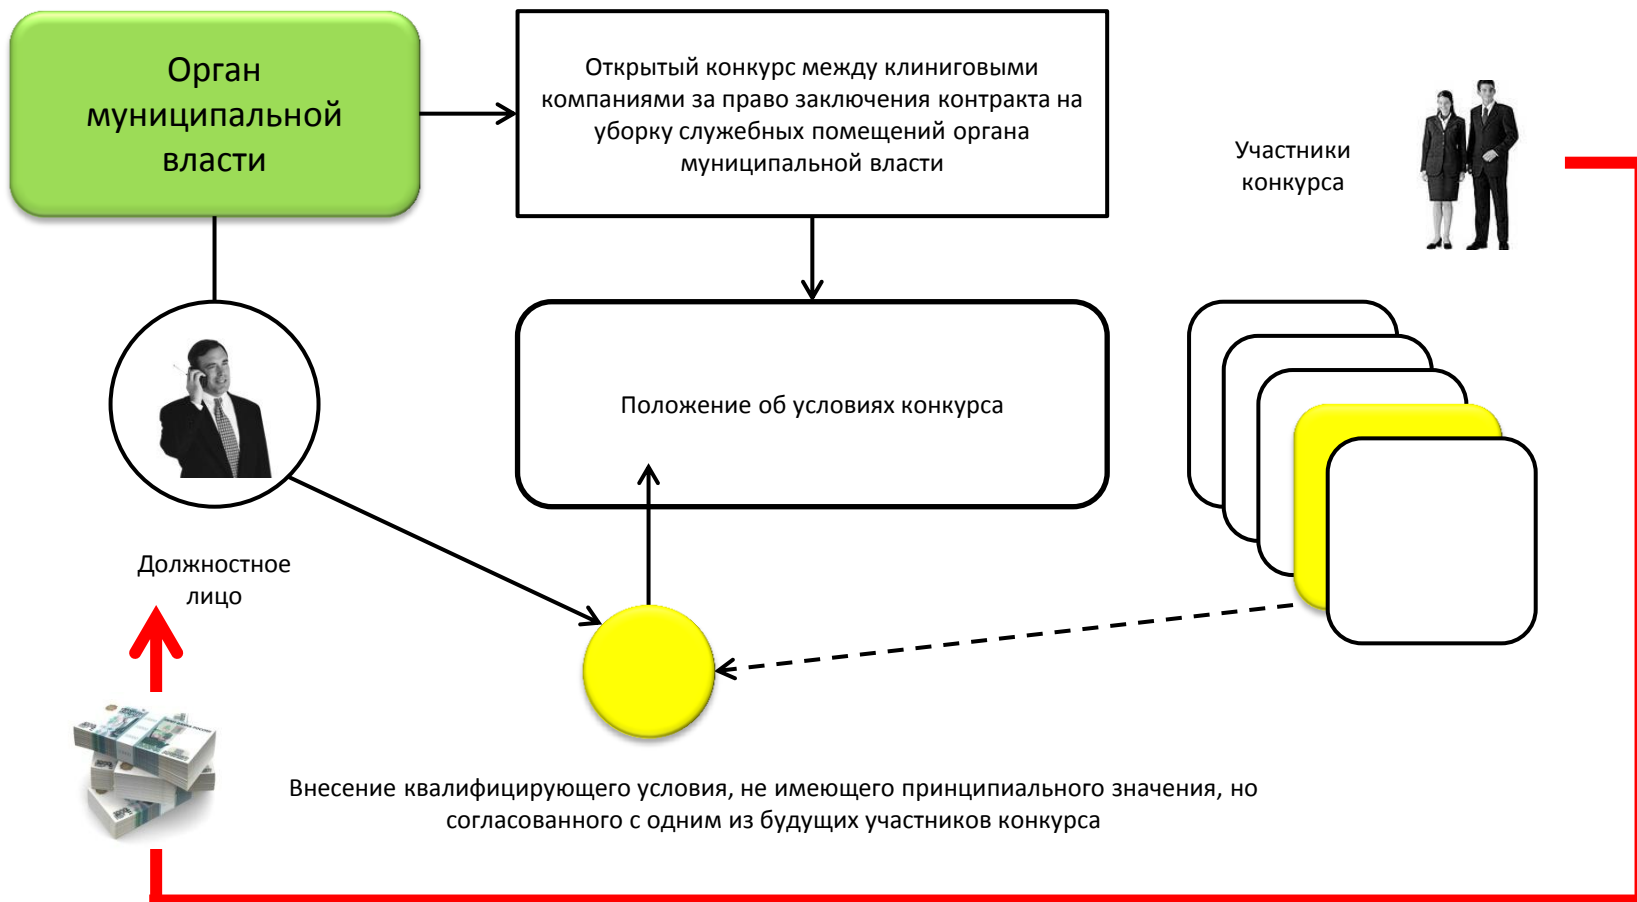 Орган
муниципальной
власти
Открытый конкурс между клиниговыми
компаниями за право заключения контракта на
уборку служебных помещений органа
муниципальной власти
Участники
конкурса
Положение об условиях конкурса
Должностное
лицо
Внесение квалифицирующего условия, не имеющего принципиального значения, но
согласованного с одним из будущих участников конкурса